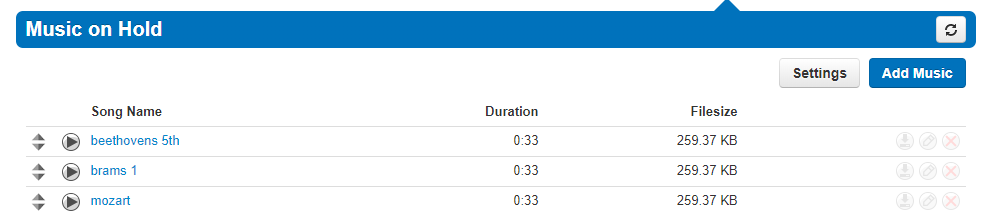 Music on Hold
Settings Add Music
Song Name Duration Filesize
beethovens 5th 0:33 259.37 KB
brams 1 0:33 259.37 KB
mozart 0:33 259.37 KB